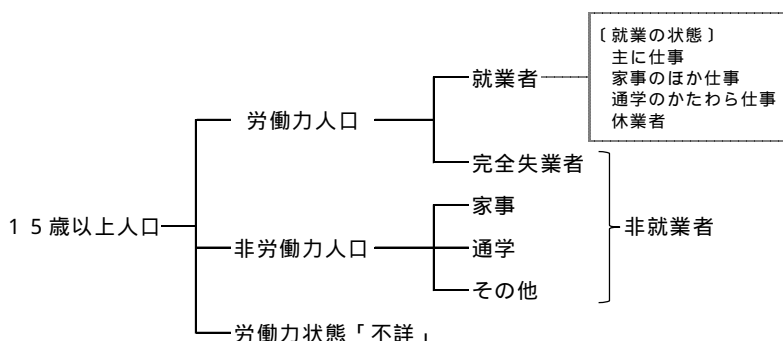 〔就業の状態〕
主に仕事
家事のほか仕事
通学のかたわら仕事
休業者
就業者
労働力人口
完全失業者
家事
15歳以上人口
非労働力人口
通学
非就業者
その他
労働力状態「不詳」